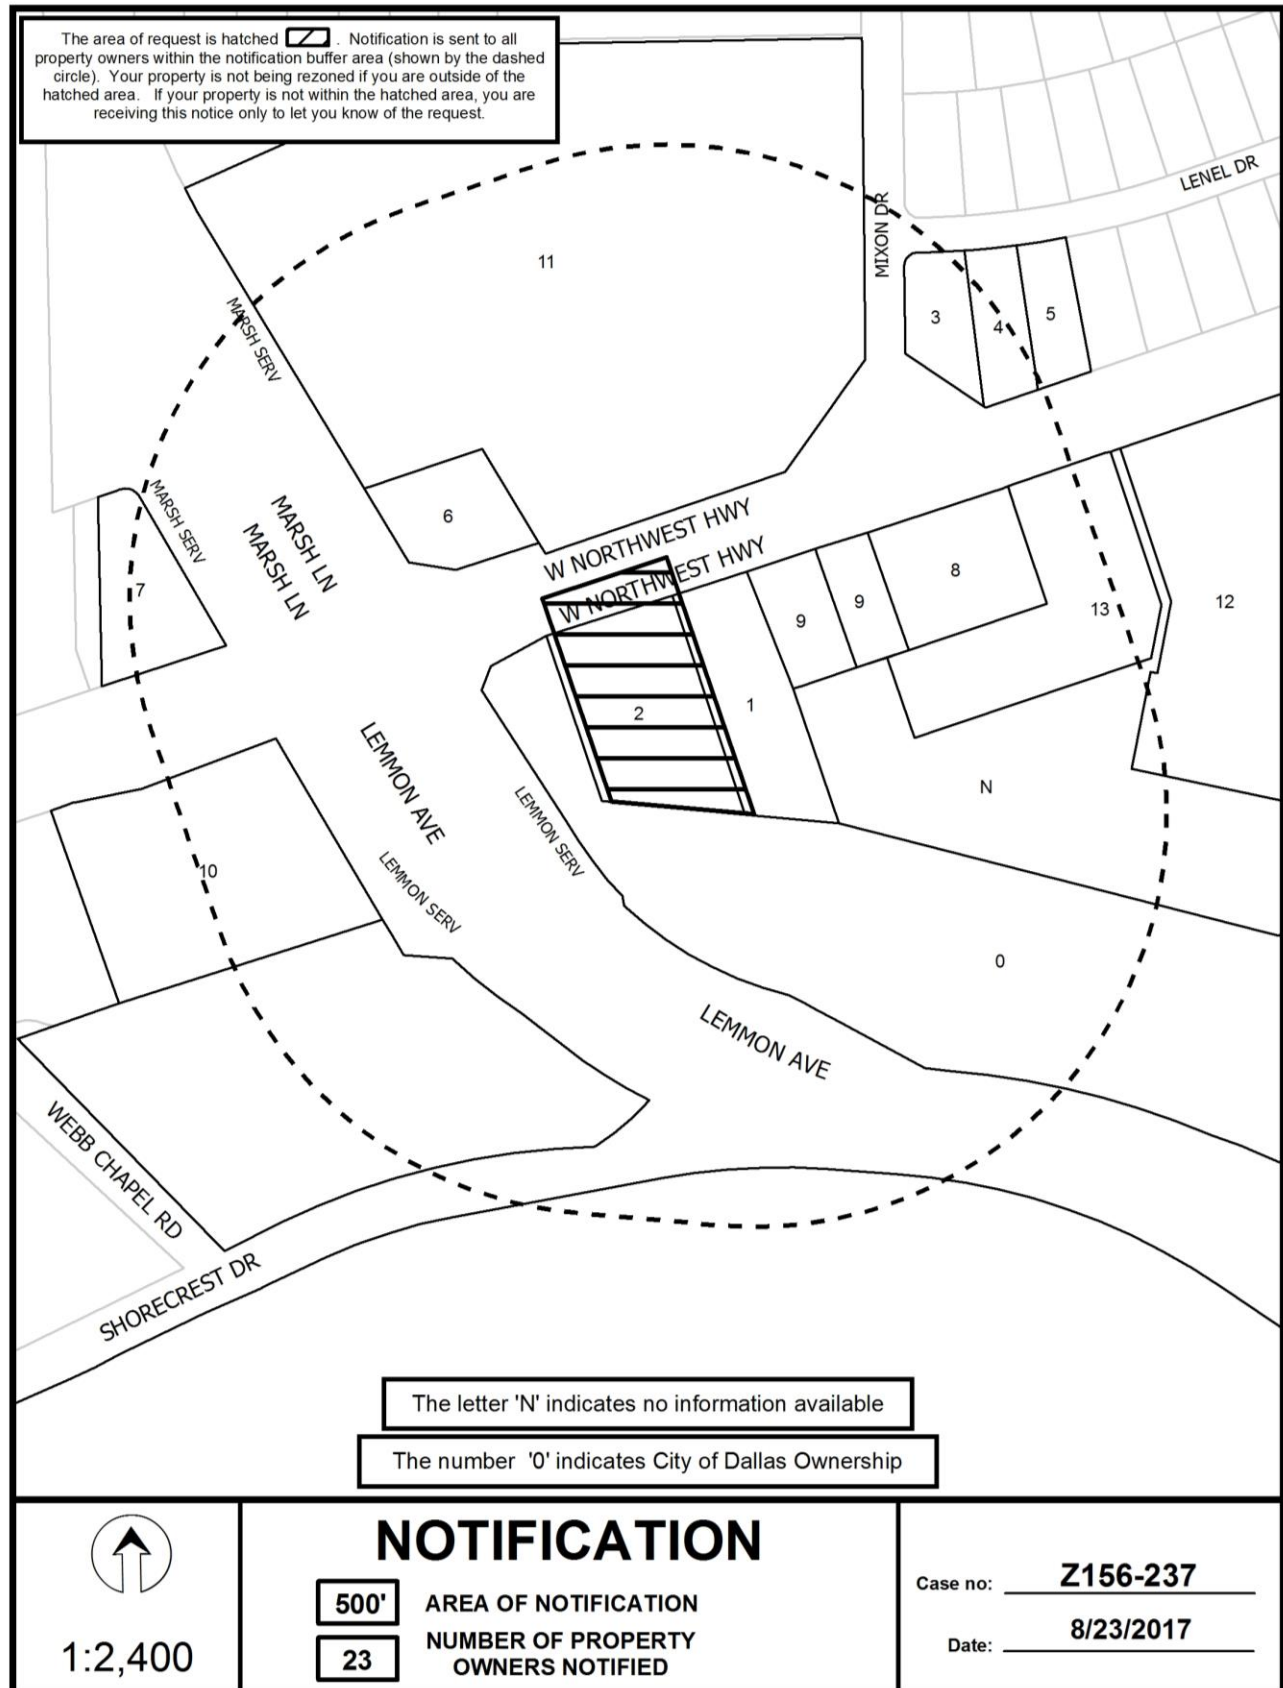 The area of request is hatched . Notification is sent to all
property owners within the notification buffer area (shown by the dashed
circle). Your property is not being rezoned if you are outside of the
hatched area. If your property is not within the hatched area, you are
receiving this notice only to let you know of the request.
LENEL DR
MIXON DR
11
MARSH SERV
3
4
5
MARSH SERV
MARSH LN
MARSH LN
6
W NORTHWEST HWY
W NORTHWEST HWY
7
8
9
9
13
12
2
1
LEMMON AVE
LEMMON SERV
N
10
LEMMON SERV
0
LEMMON AVE
WEBB CHAPEL RD
SHORECREST DR
The letter 'N' indicates no information available
The number '0' indicates City of Dallas Ownership
1:2,400
NOTIFICATION
500' AREA OF NOTIFICATION
23 NUMBER OF PROPERTY
OWNERS NOTIFIED
Case no: Z156-237
Date: 8/23/2017